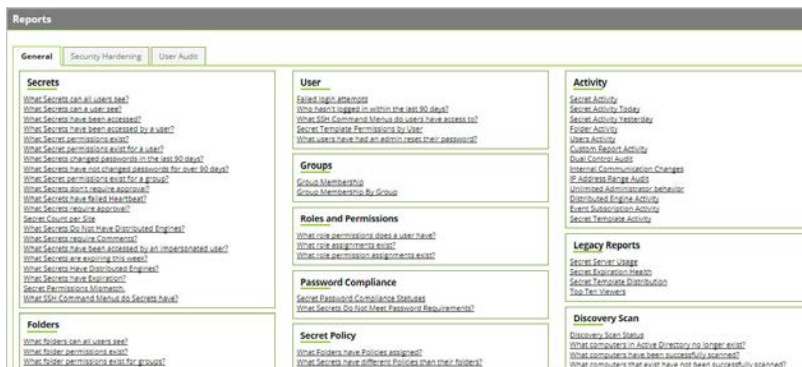 Reports
General
Security Hardening
User Audit
Secrets
What Secrets can all users see?
What Secrets can a user see?
What Secrets have been accessed?
What Secrets have been accessed by a user?
What Secret permissions exist?
What Secret permissions exist for a user?
What Secrets changed passwords in the last 90 days?
What Secrets have not changed passwords for over 90 days?
What Secret permissions exist for a group?
What Secrets don't require approval?
What Secrets have failed Heartbeat?
What Secrets require approval?
Secret Count per Site
What Secrets Do Not Have Distributed Engines?
What Secrets require Comments?
What Secrets have been accessed by an impersonated user?
What Secrets are expiring this week?
What Secrets Have Distributed Engines?
What Secrets have Expiration?
Secret Permissions Mismatch.
What SSH Command Menus do Secrets have?
Folders
What folders can all users see?
What folder permissions exist?
What folder permissions exist for groups?
User
Failed login attempts
Who hasn't logged in within the last 90 days?
What SSH Command Menus do users have access to?
Secret Template Permissions by User
What users have had an admin reset their password?
Groups
Group Membership
Group Membership By Group
Roles and Permissions
What role permissions does a user have?
What role assignments exist?
What role permission assignments exist?
Password Compliance
Secret Password Compliance Statuses
What Secrets Do Not Meet Password Requirements?
Secret Policy
What Folders have Policies assigned?
What Secrets have different Policies than their folders?
Activity
Secret Activity
Secret Activity Today
Secret Activity Yesterday
Folder Activity
Users Activity
Custom Report Activity
Dual Control Audit
Internal Communication Changes
IP Address Range Audit
Unlimited Administrator behavior
Distributed Engine Activity
Event Subscription Activity
Secret Template Activity
Legacy Reports
Secret Server Usage
Secret Expiration Health
Secret Template Distribution
Top Ten Viewers
Discovery Scan
Discovery Scan Status
What computers in Active Directory no longer exist?
What computers have been successfully scanned?
What computers that exist have not been successfully scanned?